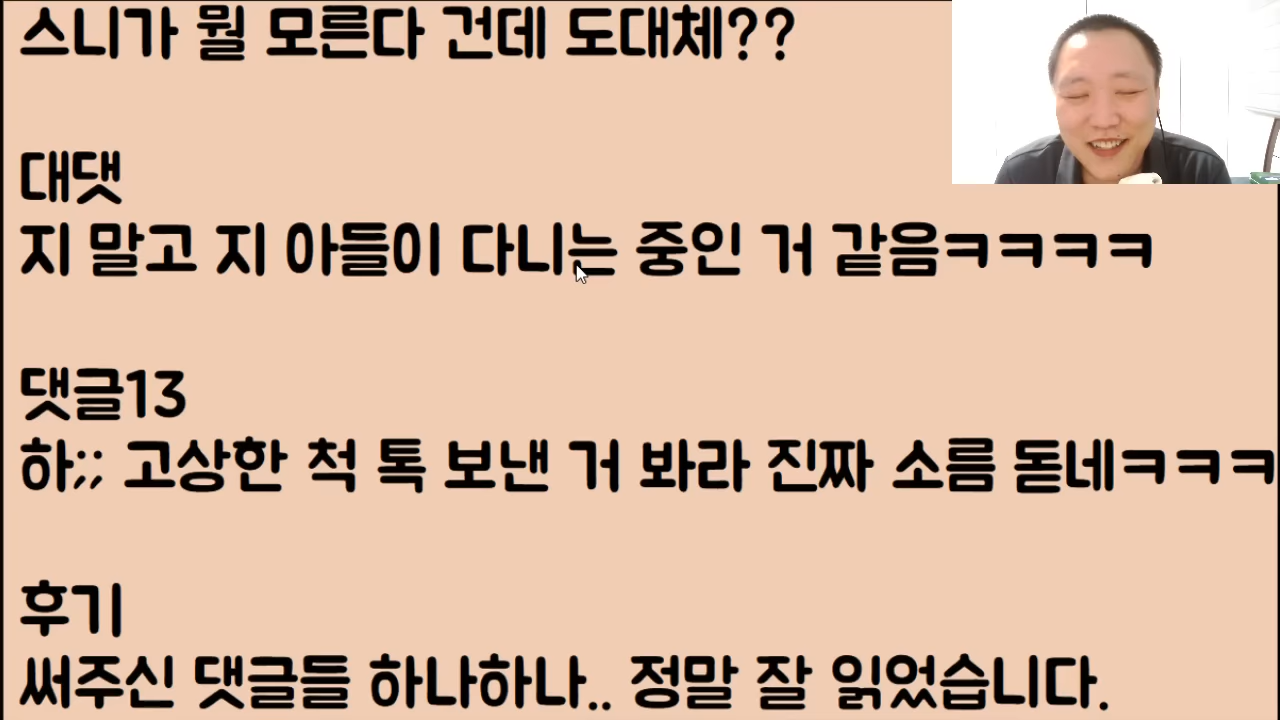 스니가 뭘 모른다 건데 도대체??
대댓
지 말고 지 아들이 다니는 중인 거 같음ㅋㅋㅋㅋ
댓글13
하;; 고상한 척 톡 보낸 거 봐라 진짜 소름 돋네ㅋㅋㅋ
후기
써주신 댓글들 하나하나.. 정말 잘 읽었습니다.